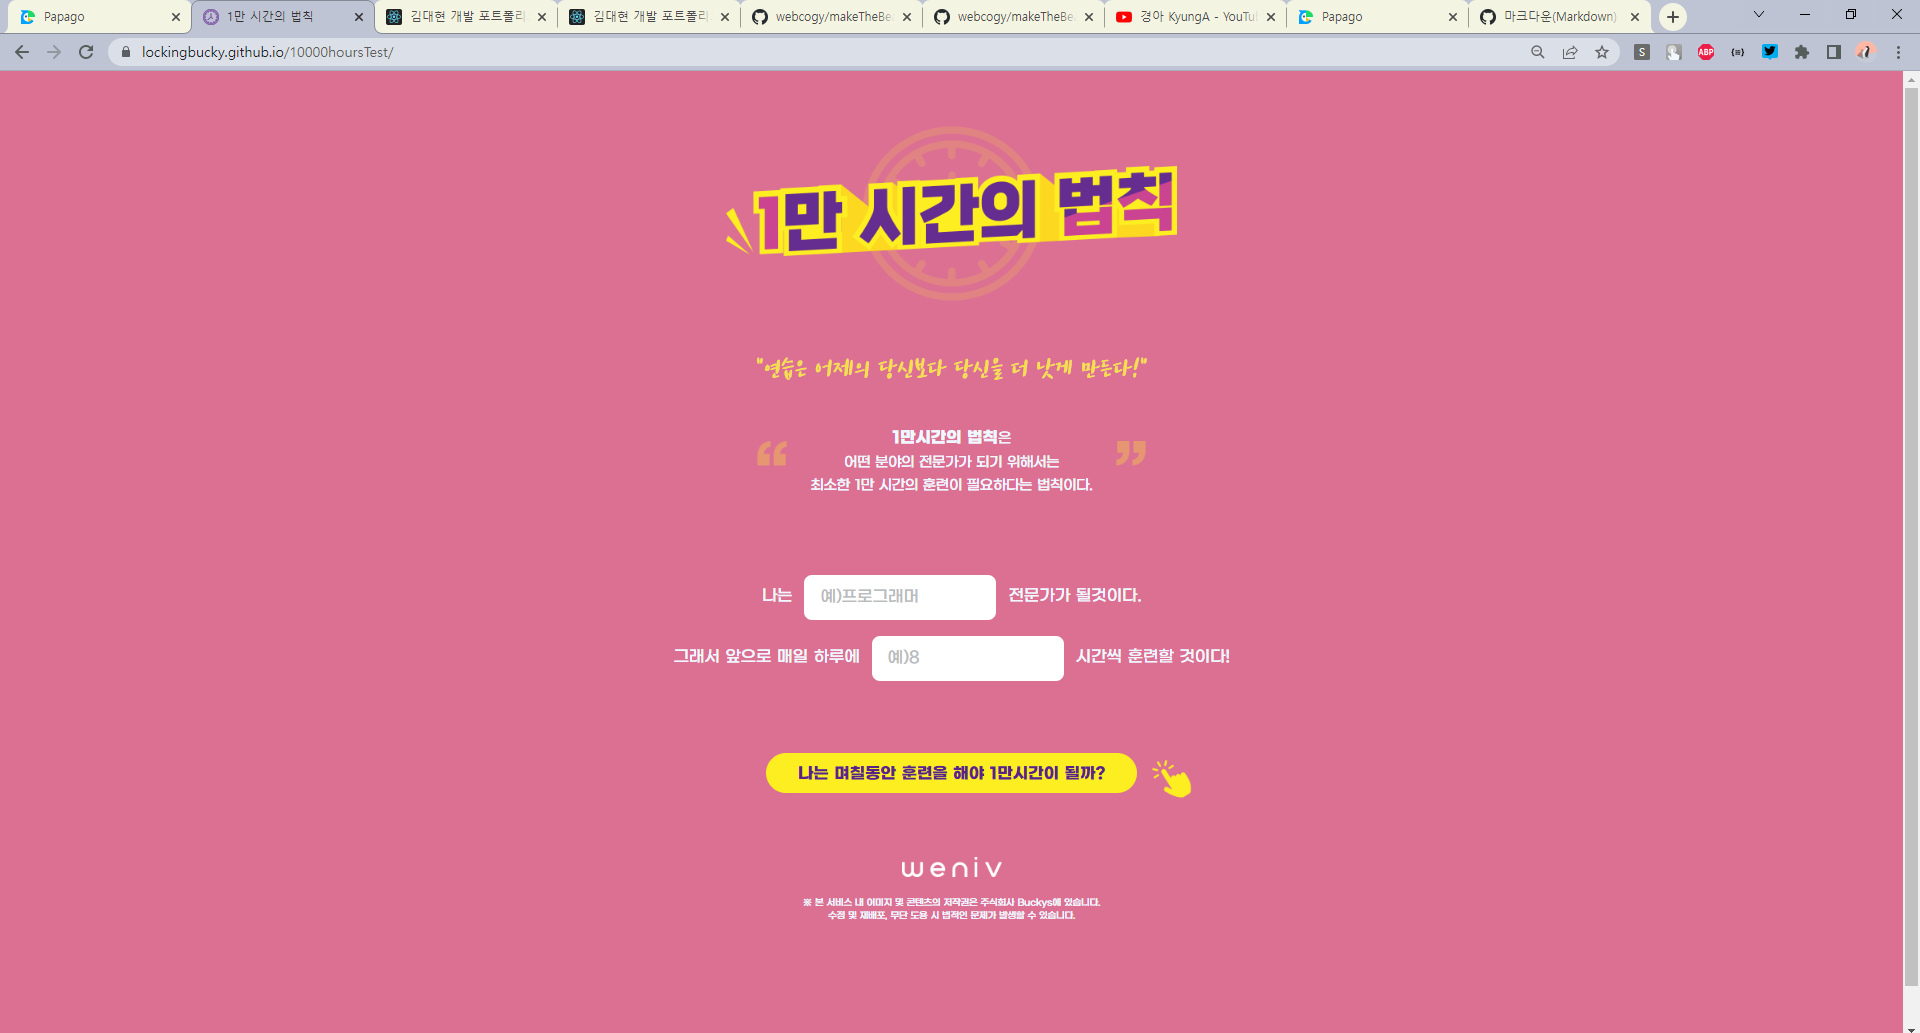 Papago
1만 시간의 법칙
김대현 개발 포트폴리
김대현 개발 포트폴리
webcogy/makeTheBe
webcogy/makeTheBe
경아 KyungA - YouTu
Papago
마크다운(Markdown)
lockingbucky.github.io/10000hoursTest/
S
ABP
1만 시간의 법칙
"연습은 어제의 당신보다 당신을 더 낫게 만든다!"
“ 1만시간의 법칙은 ”
어떤 분야의 전문가가 되기 위해서는
최소한 1만 시간의 훈련이 필요하다는 법칙이다.
나는 예)프로그래머 전문가가 될것이다.
그래서 앞으로 매일 하루에 예)8 시간씩 훈련할 것이다!
나는 며칠동안 훈련을 해야 1만시간이 될까?
weniv
※ 본 서비스 내 이미지 및 콘텐츠의 저작권은 주식회사 Buckys에 있습니다.
수정 및 재배포, 무단 도용 시 법적인 문제가 발생할 수 있습니다.